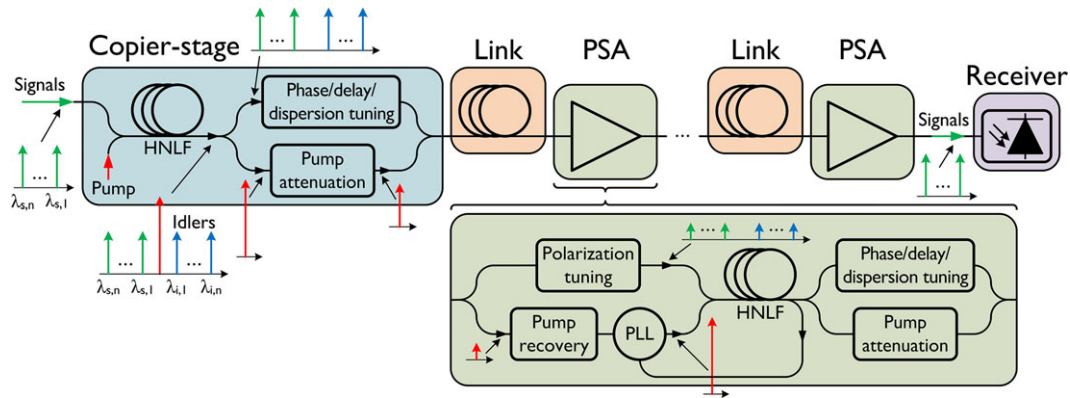 Copier-stage
Link
PSA
Link
PSA
Receiver
Signals
...
...
Phase/delay/
dispersion tuning
HNLF
Pump
attenuation
Pump
...
λs,n
λs,1
Idlers
...
...
λs,n
λs,1
λi,1
λi,n
...
Signals
...
Polarization
tuning
...
...
HNLF
Phase/delay/
dispersion tuning
Pump
recovery
PLL
Pump
attenuation